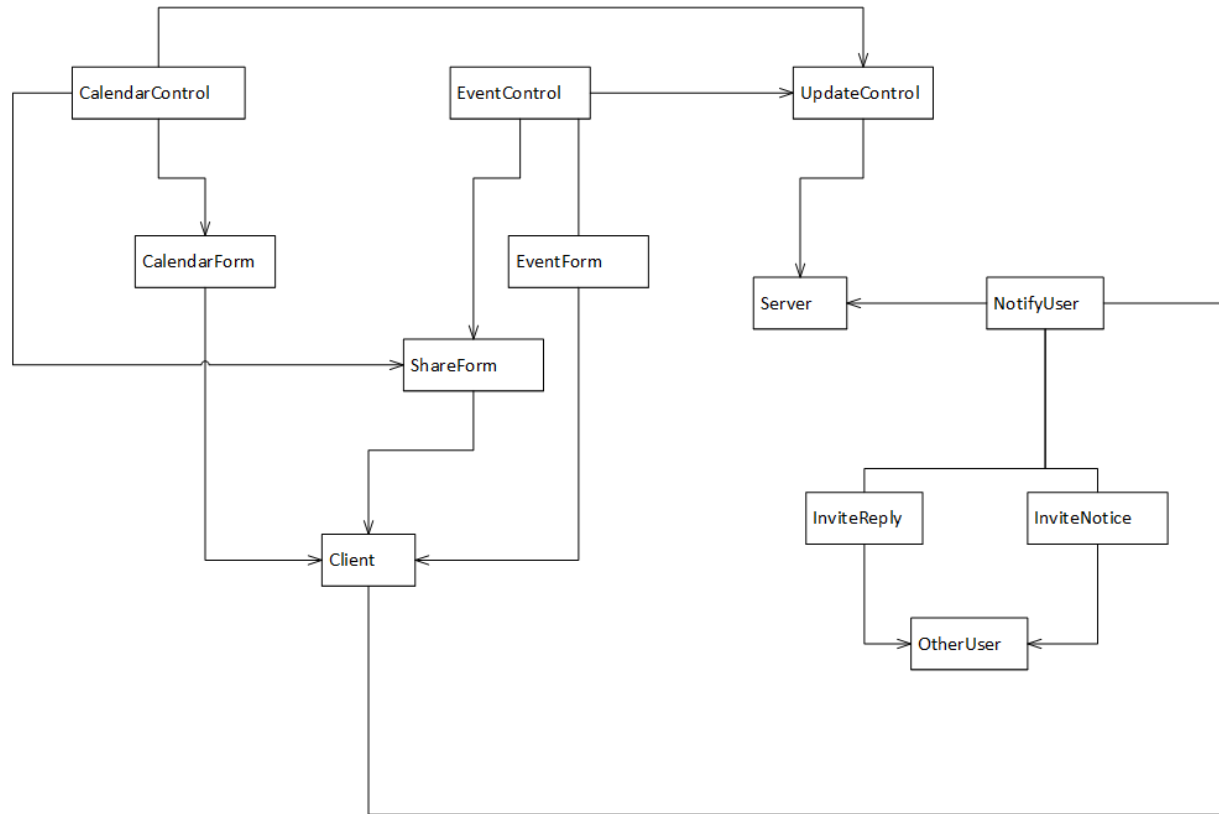 CalendarControl
EventControl
UpdateControl
CalendarForm
EventForm
Server
NotifyUser
ShareForm
InviteReply
InviteNotice
Client
OtherUser